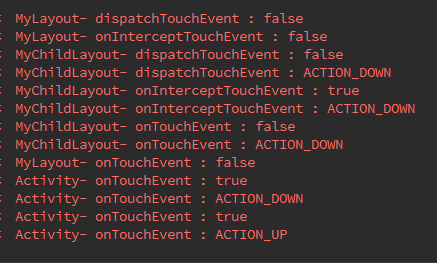 MyLayout- dispatchTouchEvent : false
MyLayout- onInterceptTouchEvent : false
MyChildLayout- dispatchTouchEvent : false
MyChildLayout- dispatchTouchEvent : ACTION_DOWN
MyChildLayout- onInterceptTouchEvent : true
MyChildLayout- onInterceptTouchEvent : ACTION_DOWN
MyChildLayout- onTouchEvent : false
MyChildLayout- onTouchEvent : ACTION_DOWN
MyLayout- onTouchEvent : false
Activity- onTouchEvent : true
Activity- onTouchEvent : ACTION_DOWN
Activity- onTouchEvent : true
Activity- onTouchEvent : ACTION_UP